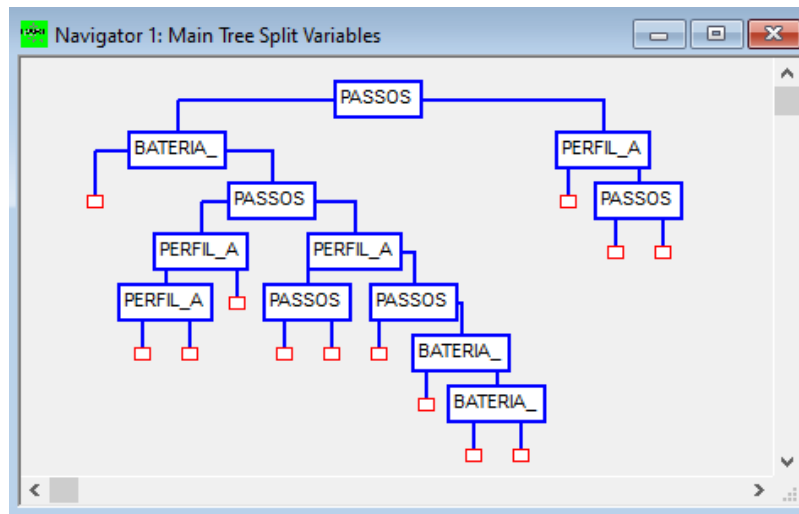 Navigator 1: Main Tree Split Variables
PASSOS
BATERIA_
PERFIL_A
PASSOS
PASSOS
PERFIL_A
PERFIL_A
PERFIL_A
PASSOS
PASSOS
BATERIA_
BATERIA_